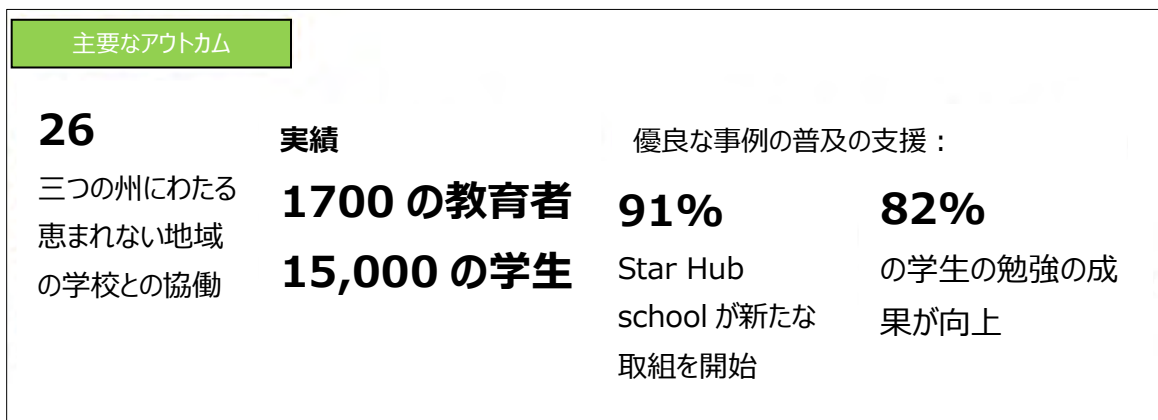 主要なアウトカム
26
三つの州にわたる
恵まれない地域
の学校との協働
実績
1700 の教育者
15,000 の学生
優良な事例の普及の支援：
91%
Star Hub
school が新たな
取組を開始
82%
の学生の勉強の成
果が向上